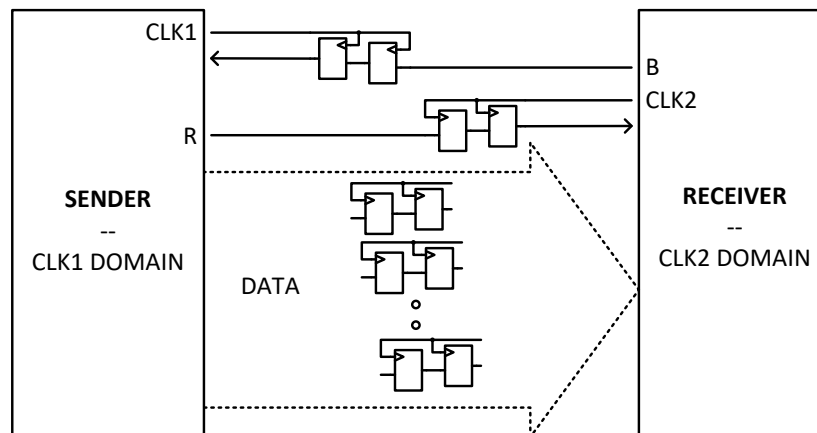 CLK1
B
CLK2
R
SENDER
--
CLK1 DOMAIN
DATA
RECEIVER
--
CLK2 DOMAIN